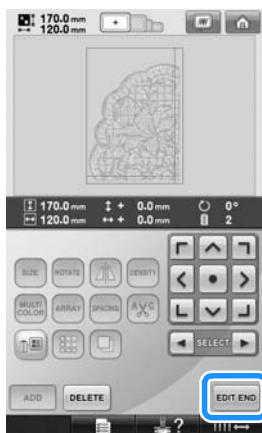 170.0 mm
120.0 mm
170.0 mm + 0.0 mm 0°
120.0 mm + 0.0 mm 2
SIZE ROTATE DENSITY
MULTI COLOR ARRAY SPACING ABC
SELECT
ADD DELETE EDIT END
?